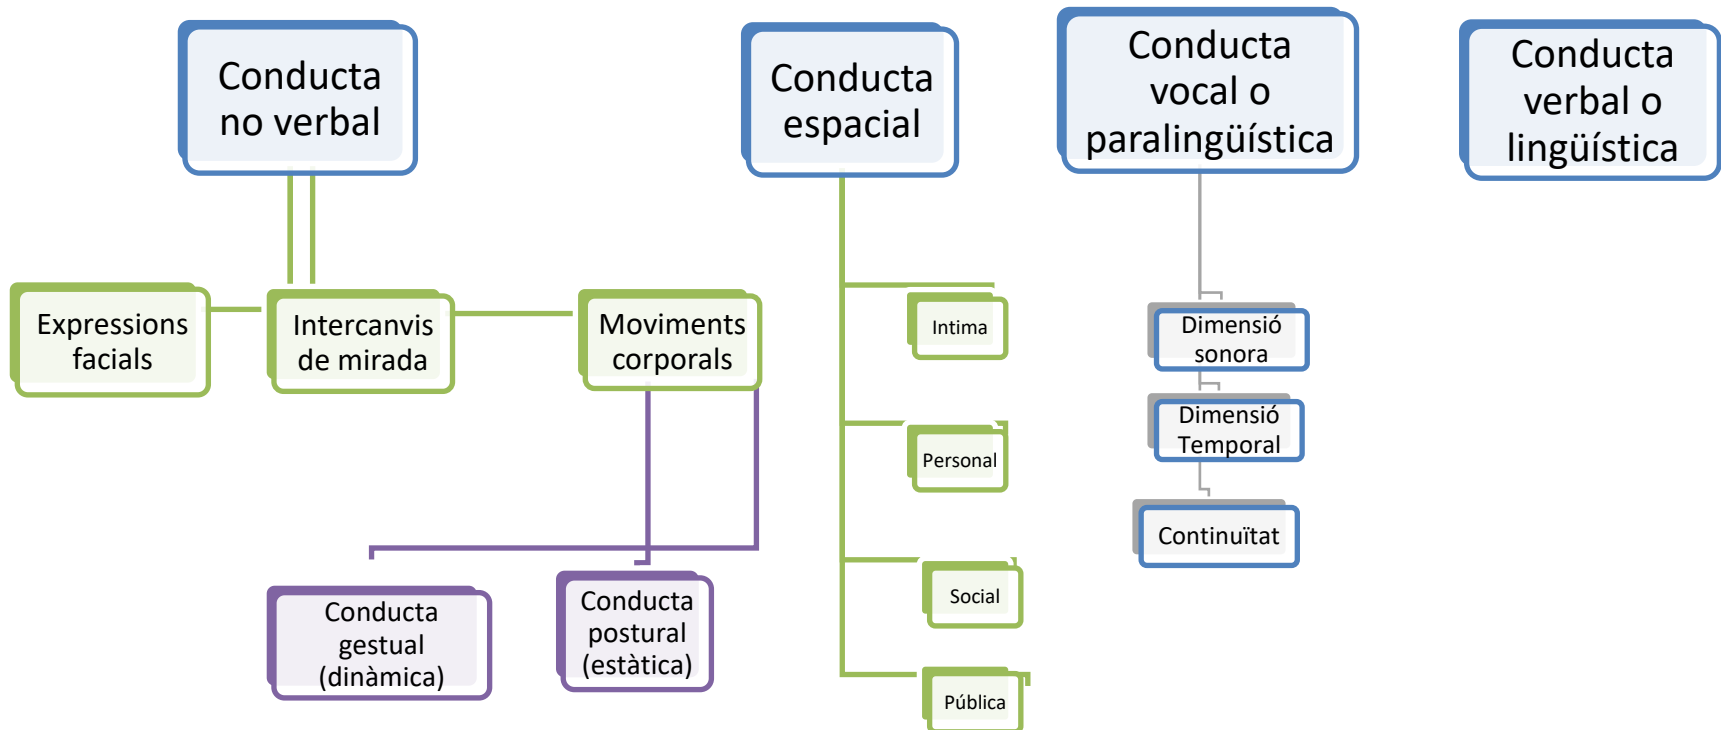 Conducta
no verbal
Conducta
espacial
Conducta
vocal o
paralingüística
Conducta
verbal o
lingüística
Expressions
facials
Intercanvis
de mirada
Moviments
corporals
Conducta
gestual
(dinàmica)
Conducta
postural
(estàtica)
Intima
Personal
Social
Pública
Dimensió
sonora
Dimensió
Temporal
Continuïtat